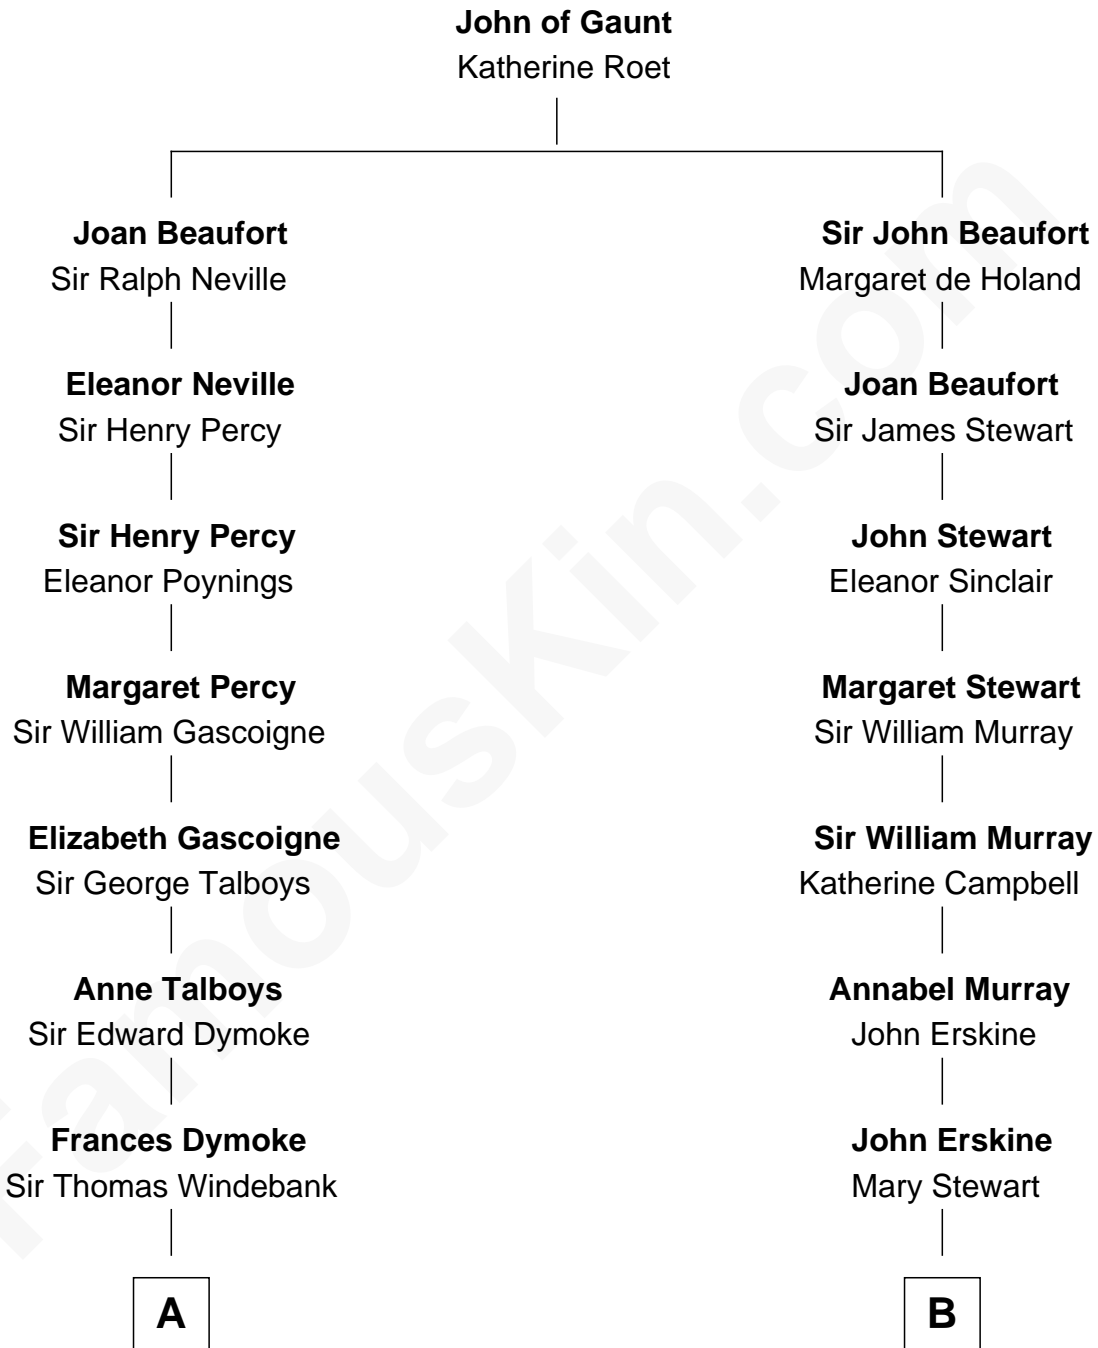 John of Gaunt
Katherine Roet
Joan Beaufort
Sir Ralph Neville
Sir John Beaufort
Margaret de Holand
Eleanor Neville
Sir Henry Percy
Joan Beaufort
Sir James Stewart
Sir Henry Percy
Eleanor Poynings
John Stewart
Eleanor Sinclair
Margaret Percy
Sir William Gascoigne
Margaret Stewart
Sir William Murray
Elizabeth Gascoigne
Sir George Talboys
Sir William Murray
Katherine Campbell
Anne Talboys
Sir Edward Dymoke
Annabel Murray
John Erskine
Frances Dymoke
Sir Thomas Windebank
John Erskine
Mary Stewart
A
B
FamousKin.com